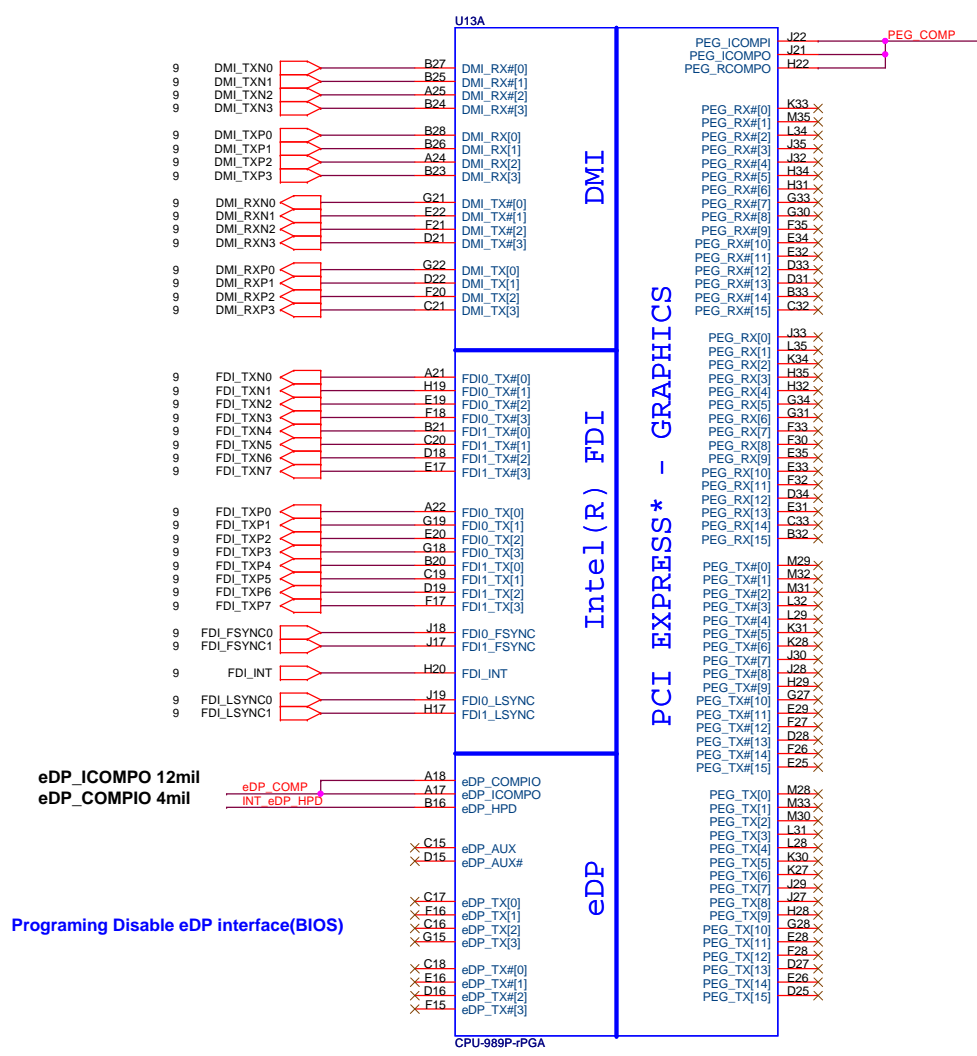 U13A
9 DMI_TXN0 B27 DMI_RX#[0]
9 DMI_TXN1 B25 DMI_RX#[1]
9 DMI_TXN2 A25 DMI_RX#[2]
9 DMI_TXN3 B24 DMI_RX#[3]
9 DMI_TXP0 B28 DMI_RX[0]
9 DMI_TXP1 B26 DMI_RX[1]
9 DMI_TXP2 A24 DMI_RX[2]
9 DMI_TXP3 B23 DMI_RX[3]
9 DMI_RXN0 G21 DMI_TX#[0]
9 DMI_RXN1 E22 DMI_TX#[1]
9 DMI_RXN2 F21 DMI_TX#[2]
9 DMI_RXN3 D21 DMI_TX#[3]
9 DMI_RXP0 G22 DMI_TX[0]
9 DMI_RXP1 D22 DMI_TX[1]
9 DMI_RXP2 F20 DMI_TX[2]
9 DMI_RXP3 C21 DMI_TX[3]
DMI
9 FDI_TXN0 A21 FDI0_TX#[0]
9 FDI_TXN1 H19 FDI0_TX#[1]
9 FDI_TXN2 E19 FDI0_TX#[2]
9 FDI_TXN3 F18 FDI0_TX#[3]
9 FDI_TXN4 B21 FDI1_TX#[0]
9 FDI_TXN5 C20 FDI1_TX#[1]
9 FDI_TXN6 D18 FDI1_TX#[2]
9 FDI_TXN7 E17 FDI1_TX#[3]
9 FDI_TXP0 A22 FDI0_TX[0]
9 FDI_TXP1 G19 FDI0_TX[1]
9 FDI_TXP2 E20 FDI0_TX[2]
9 FDI_TXP3 G18 FDI0_TX[3]
9 FDI_TXP4 B20 FDI1_TX[0]
9 FDI_TXP5 C19 FDI1_TX[1]
9 FDI_TXP6 D19 FDI1_TX[2]
9 FDI_TXP7 F17 FDI1_TX[3]
9 FDI_FSYNC0 J18 FDI0_FSYNC
9 FDI_FSYNC1 J17 FDI1_FSYNC
9 FDI_INT H20 FDI_INT
9 FDI_LSYNC0 J19 FDI0_LSYNC
9 FDI_LSYNC1 H17 FDI1_LSYNC
Intel(R) FDI
eDP_ICOMPO 12mil
eDP_COMPIO 4mil
A18 eDP_COMPIO
eDP_COMP A17 eDP_ICOMPO
INT_eDP_HPD B16 eDP_HPD
C15 eDP_AUX
D15 eDP_AUX#
C17 eDP_TX[0]
F16 eDP_TX[1]
C16 eDP_TX[2]
G15 eDP_TX[3]
Programing Disable eDP interface(BIOS)
C18 eDP_TX#[0]
E16 eDP_TX#[1]
D16 eDP_TX#[2]
F15 eDP_TX#[3]
eDP
PCI EXPRESS* - GRAPHICS
PEG_ICOMPI J22 PEG_COMP
PEG_ICOMPO J21
PEG_RCOMPO H22
PEG_RX#[0] K33
PEG_RX#[1] M35
PEG_RX#[2] L34
PEG_RX#[3] J35
PEG_RX#[4] J32
PEG_RX#[5] H34
PEG_RX#[6] H31
PEG_RX#[7] G33
PEG_RX#[8] G30
PEG_RX#[9] F35
PEG_RX#[10] E34
PEG_RX#[11] E32
PEG_RX#[12] D33
PEG_RX#[13] D31
PEG_RX#[14] B33
PEG_RX#[15] C32
PEG_RX[0] J33
PEG_RX[1] L35
PEG_RX[2] K34
PEG_RX[3] H35
PEG_RX[4] H32
PEG_RX[5] G34
PEG_RX[6] G31
PEG_RX[7] F33
PEG_RX[8] F30
PEG_RX[9] E35
PEG_RX[10] E33
PEG_RX[11] F32
PEG_RX[12] D34
PEG_RX[13] E31
PEG_RX[14] C33
PEG_RX[15] B32
PEG_TX#[0] M29
PEG_TX#[1] M32
PEG_TX#[2] M31
PEG_TX#[3] L32
PEG_TX#[4] L29
PEG_TX#[5] K31
PEG_TX#[6] K28
PEG_TX#[7] J30
PEG_TX#[8] J28
PEG_TX#[9] H29
PEG_TX#[10] G27
PEG_TX#[11] E29
PEG_TX#[12] F27
PEG_TX#[13] D28
PEG_TX#[14] F26
PEG_TX#[15] E25
PEG_TX[0] M28
PEG_TX[1] M33
PEG_TX[2] M30
PEG_TX[3] L31
PEG_TX[4] L28
PEG_TX[5] K30
PEG_TX[6] K27
PEG_TX[7] J29
PEG_TX[8] J27
PEG_TX[9] H28
PEG_TX[10] G28
PEG_TX[11] E28
PEG_TX[12] F28
PEG_TX[13] D27
PEG_TX[14] E26
PEG_TX[15] D25
CPU-989P-rPGA